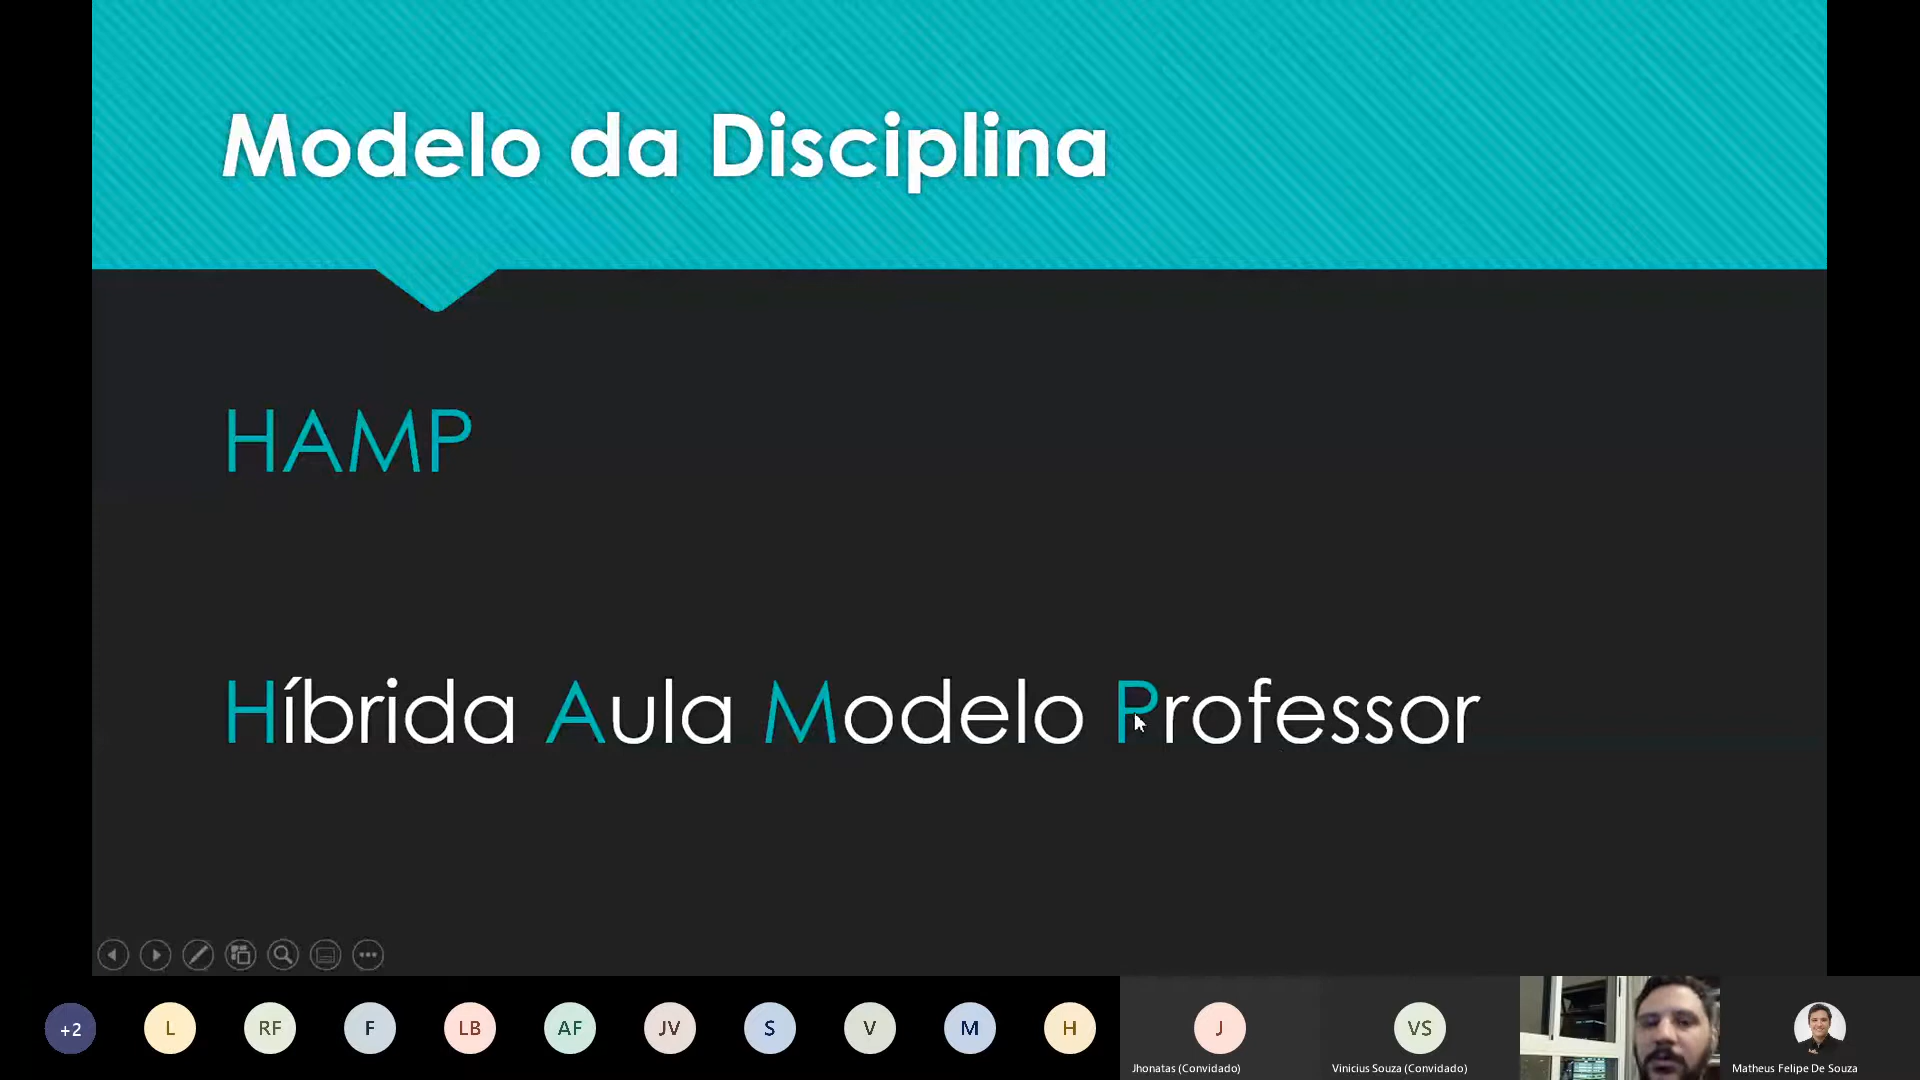 Modelo da Disciplina
HAMP
Híbrida Aula Modelo Professor
+2
L
RF
F
LB
AF
JV
S
V
M
H
J
VS
Jhonatas (Convidado)
Vinicius Souza (Convidado)
Matheus Felipe De Souza